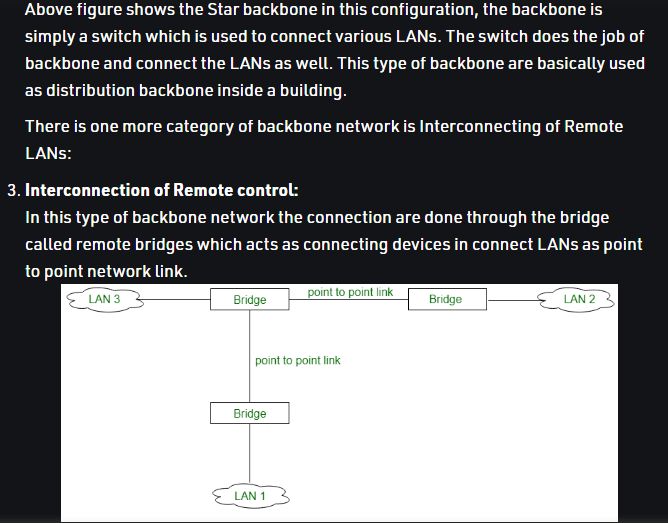 Above figure shows the Star backbone in this configuration, the backbone is
simply a switch which is used to connect various LANs. The switch does the job of
backbone and connect the LANs as well. This type of backbone are basically used
as distribution backbone inside a building.
There is one more category of backbone network is Interconnecting of Remote
LANs:
3. Interconnection of Remote control:
In this type of backbone network the connection are done through the bridge
called remote bridges which acts as connecting devices in connect LANs as point
to point network link.
LAN 3
Bridge
point to point link
Bridge
LAN 2
point to point link
Bridge
LAN 1